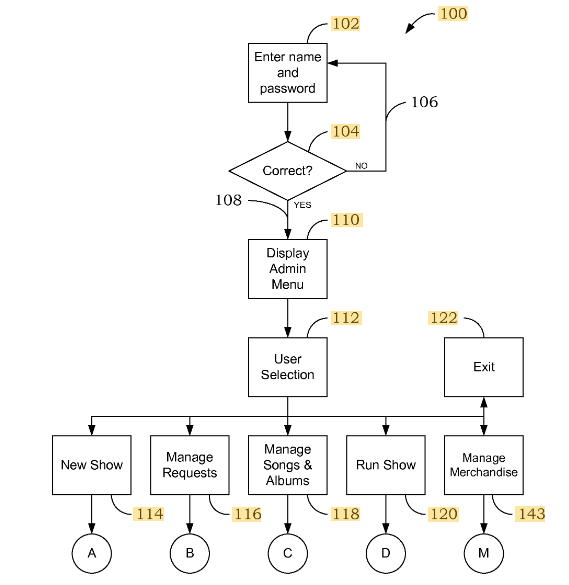 102
100
Enter name
and
password
106
104
Correct?
NO
108
YES
110
Display
Admin
Menu
112
122
User
Selection
Exit
New Show
Manage
Requests
Manage
Songs &
Albums
Run Show
Manage
Merchandise
114
116
118
120
143
A
B
C
D
M